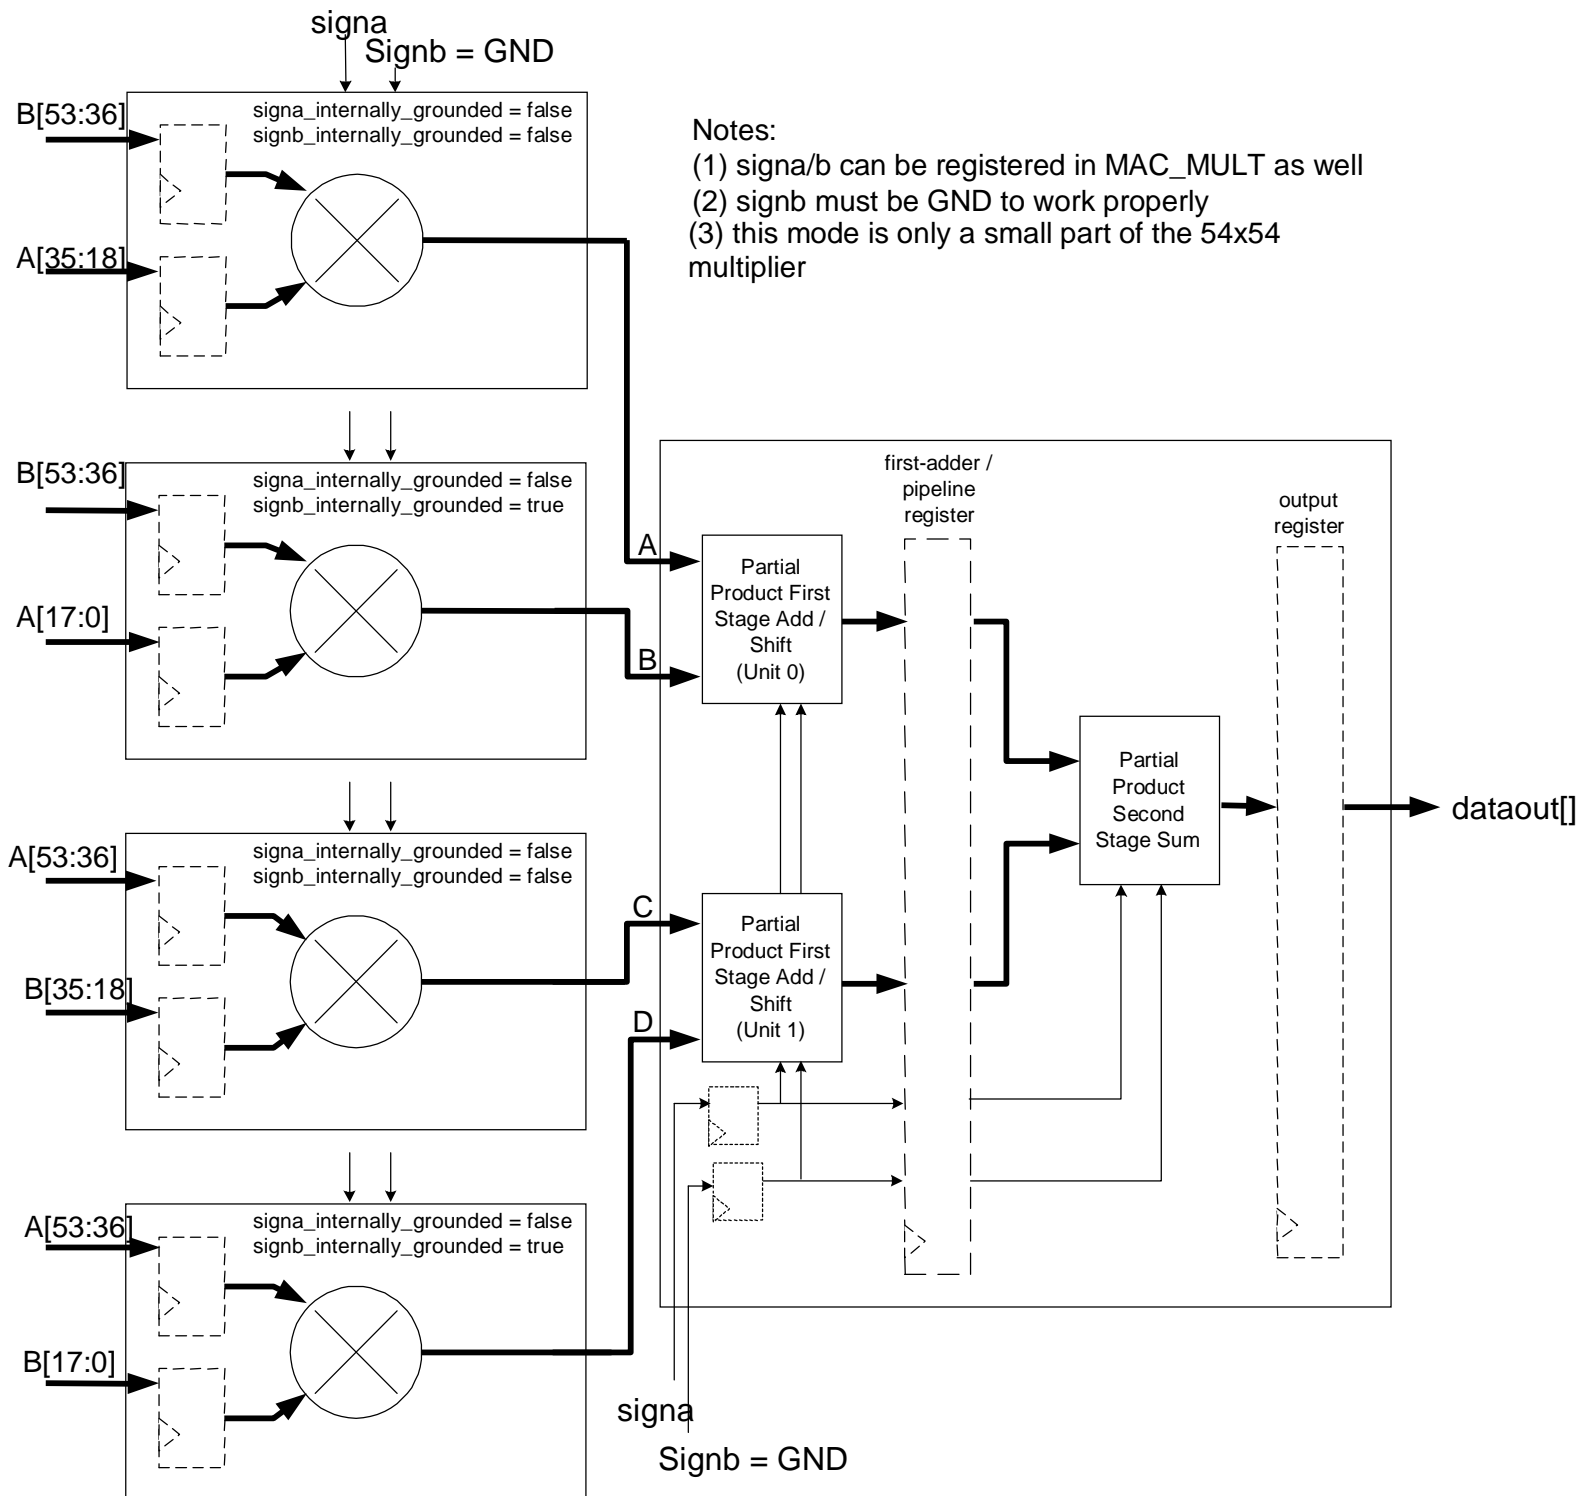 signa
Signb = GND
B[53:36]
A[35:18]
signa_internally_grounded = false
signb_internally_grounded = false
Notes:
(1) signa/b can be registered in MAC_MULT as well
(2) signb must be GND to work properly
(3) this mode is only a small part of the 54x54
multiplier
B[53:36]
A[17:0]
signa_internally_grounded = false
signb_internally_grounded = true
A[53:36]
B[35:18]
signa_internally_grounded = false
signb_internally_grounded = false
A[53:36]
B[17:0]
signa_internally_grounded = false
signb_internally_grounded = true
A
B
C
D
Partial
Product First
Stage Add /
Shift
(Unit 0)
Partial
Product First
Stage Add /
Shift
(Unit 1)
first-adder /
pipeline
register
Partial
Product
Second
Stage Sum
output
register
dataout[]
signa
Signb = GND